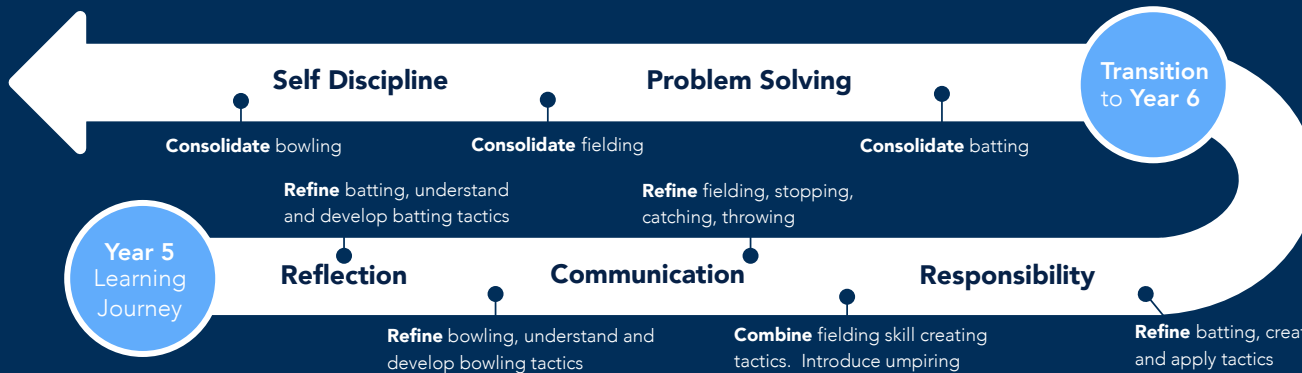 Self Discipline
Problem Solving
Transition
to Year 6
Consolidate bowling
Consolidate fielding
Consolidate batting
Refine batting, understand
and develop batting tactics
Refine fielding, stopping,
catching, throwing
Year 5
Learning
Journey
Reflection
Communication
Responsibility
Refine bowling, understand and
develop bowling tactics
Combine fielding skill creating
tactics. Introduce umpiring
Refine batting,
and apply tactics